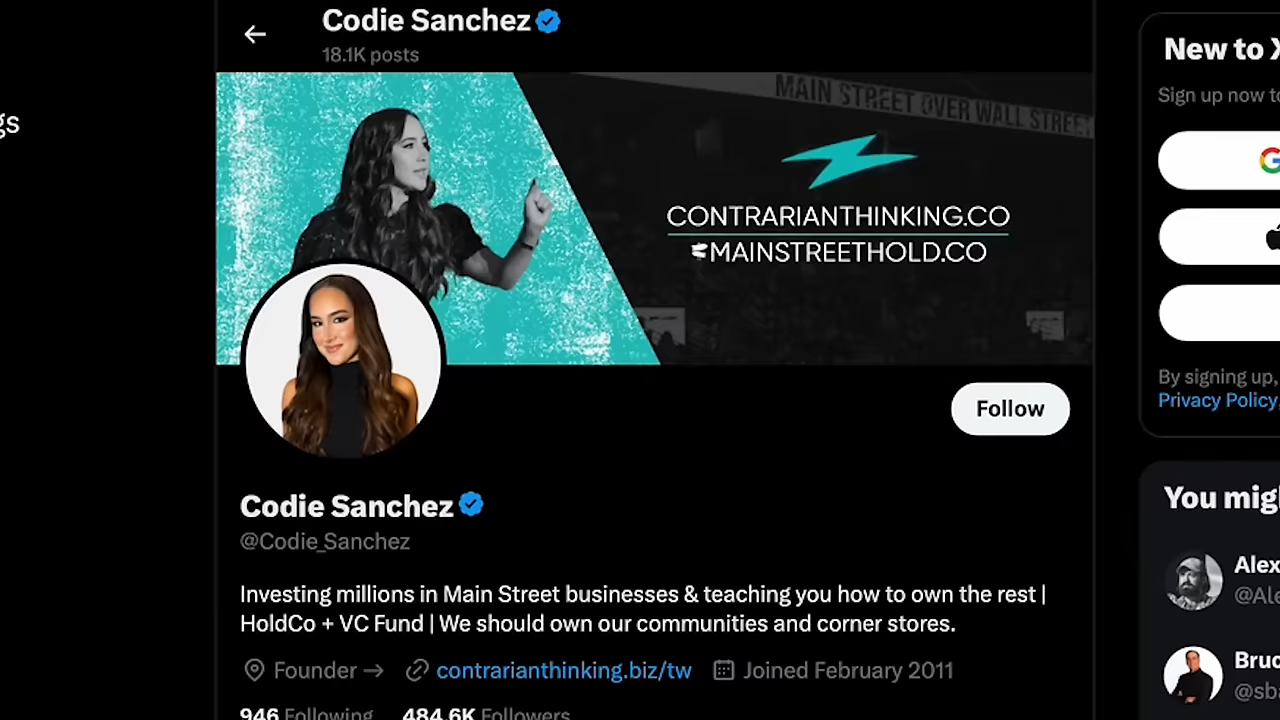 Codie Sanchez
18.1K posts
gs
MAIN STREET OVER WALL STREET
CONTRARIANTHINKING.CO
MAINSTREETHOLD.CO
Follow
Codie Sanchez
@Codie_Sanchez
Investing millions in Main Street businesses & teaching you how to own the rest |
HoldCo + VC Fund | We should own our communities and corner stores.
Founder → contrarianthinking.biz/tw Joined February 2011
946 Following 484.6K Followers
New to X
Sign up now to
By signing up,
Privacy Policy
You mig
Alex
@Ale
Bruc
@sba